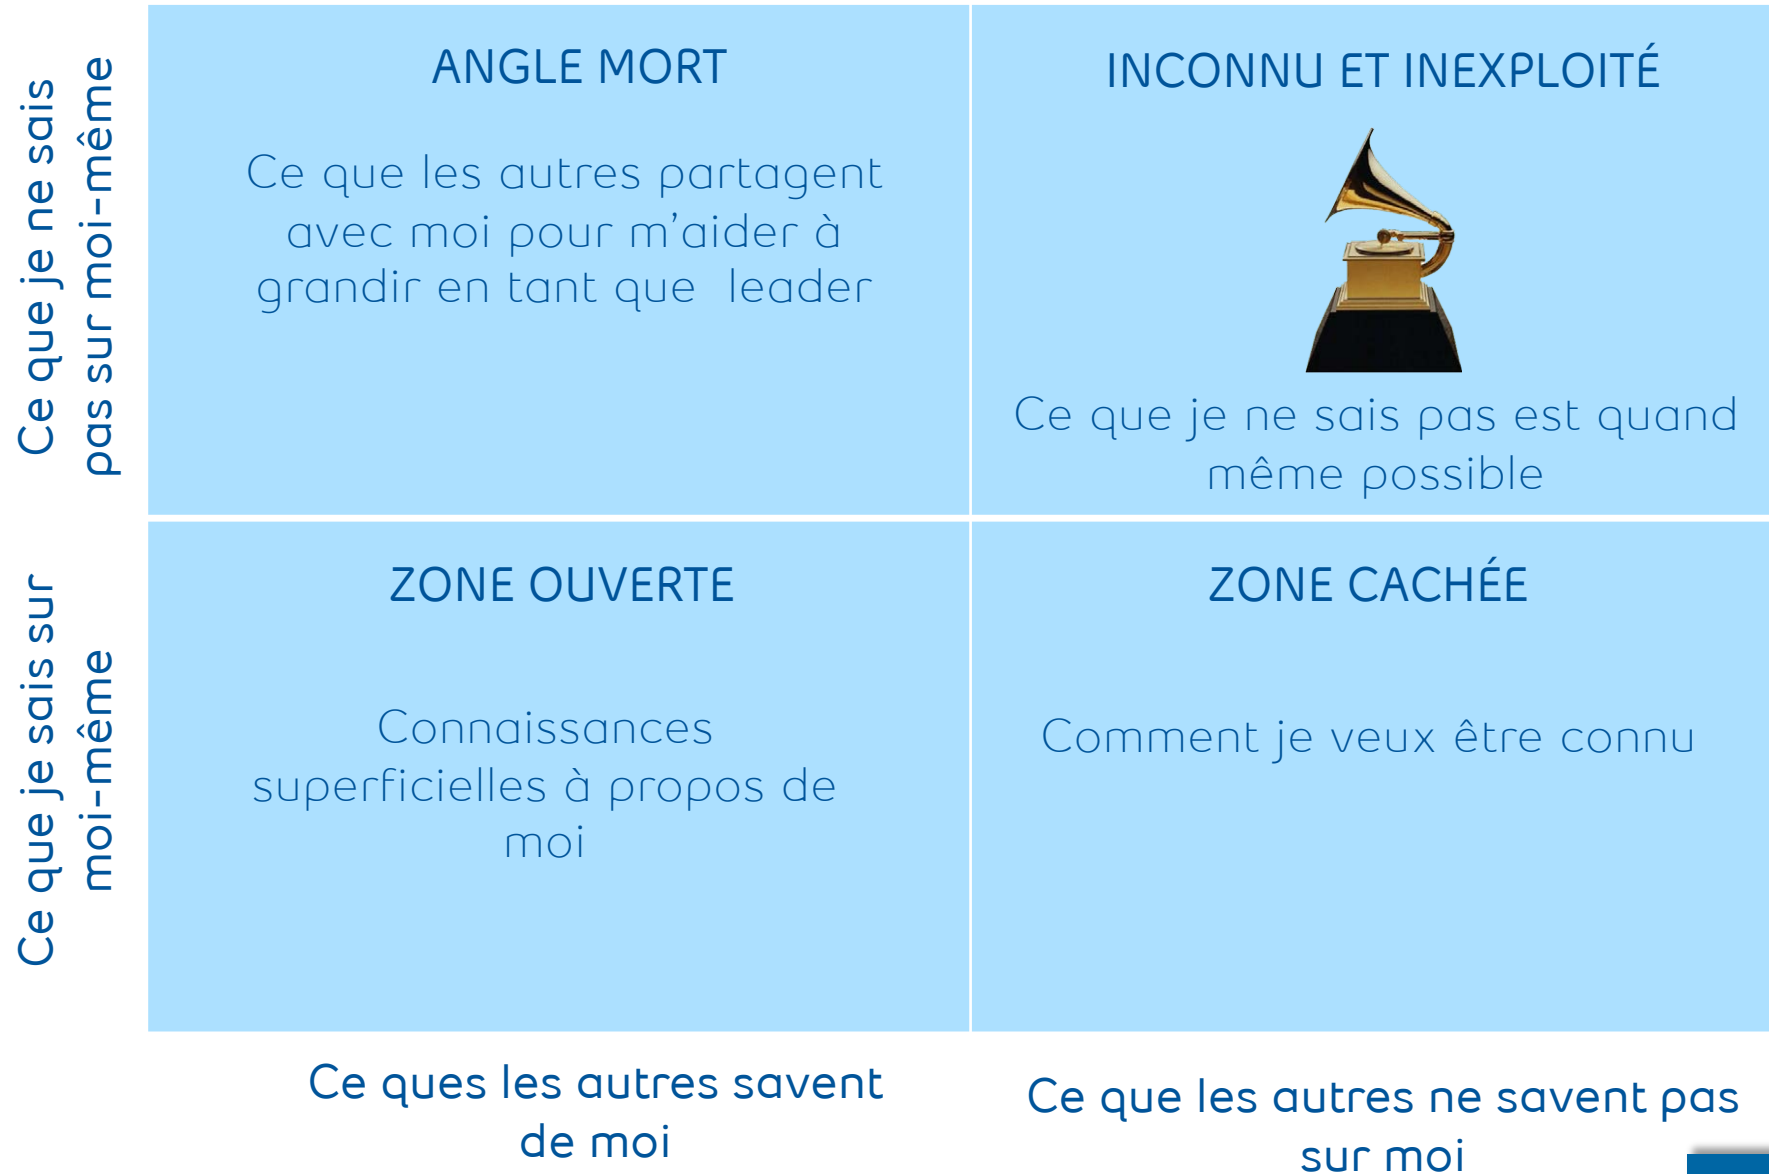 Ce que je ne sais
pas sur moi-même
ANGLE MORT
Ce que les autres partagent
avec moi pour m'aider à
grandir en tant que  leader
INCONNU ET INEXPLOITÉ
Ce que je ne sais pas est quand
même possible
Ce que je sais sur
moi-même
ZONE OUVERTE
Connaissances
superficielles à propos de
moi
ZONE CACHÉE
Comment je veux être connu
Ce ques les autres savent
de moi
Ce que les autres ne savent pas
sur moi